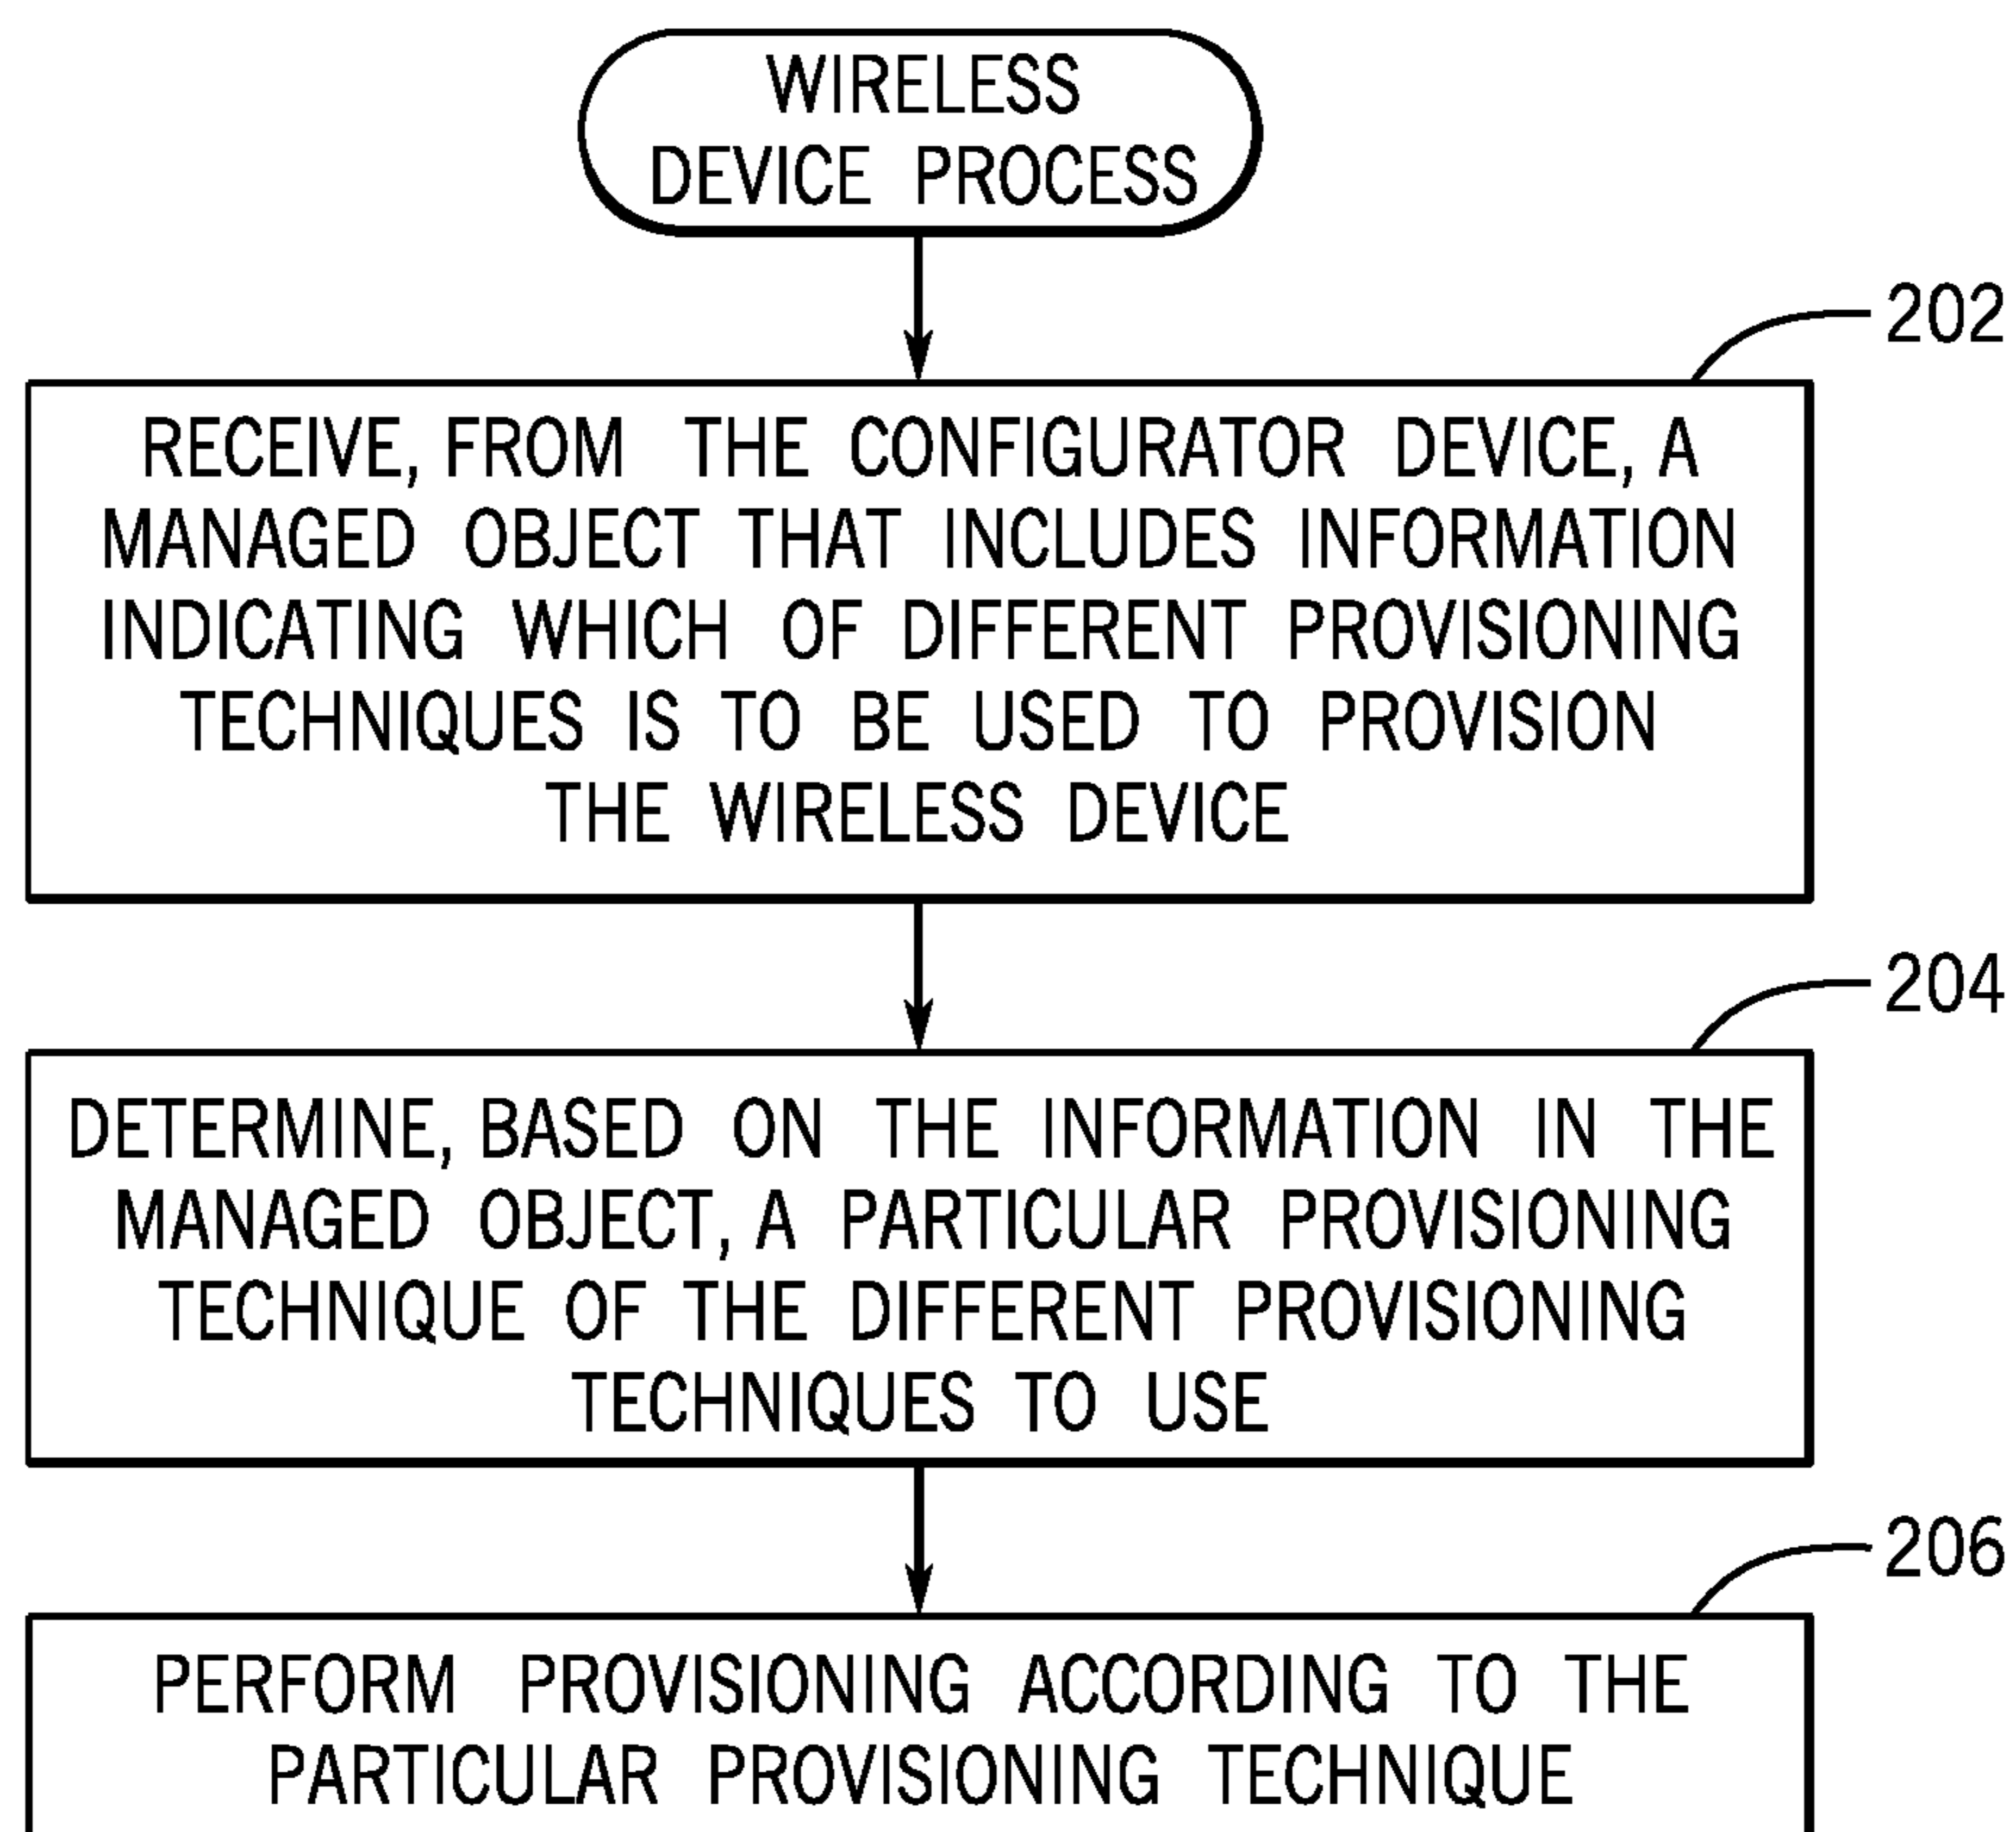 WIRELESS
DEVICE PROCESS
202
RECEIVE, FROM THE CONFIGURATOR DEVICE, A
MANAGED OBJECT THAT INCLUDES INFORMATION
INDICATING WHICH OF DIFFERENT PROVISIONING
TECHNIQUES IS TO BE USED TO PROVISION
THE WIRELESS DEVICE
204
DETERMINE, BASED ON THE INFORMATION IN THE
MANAGED OBJECT, A PARTICULAR PROVISIONING
TECHNIQUE OF THE DIFFERENT PROVISIONING
TECHNIQUES TO USE
206
PERFORM PROVISIONING ACCORDING TO THE
PARTICULAR PROVISIONING TECHNIQUE